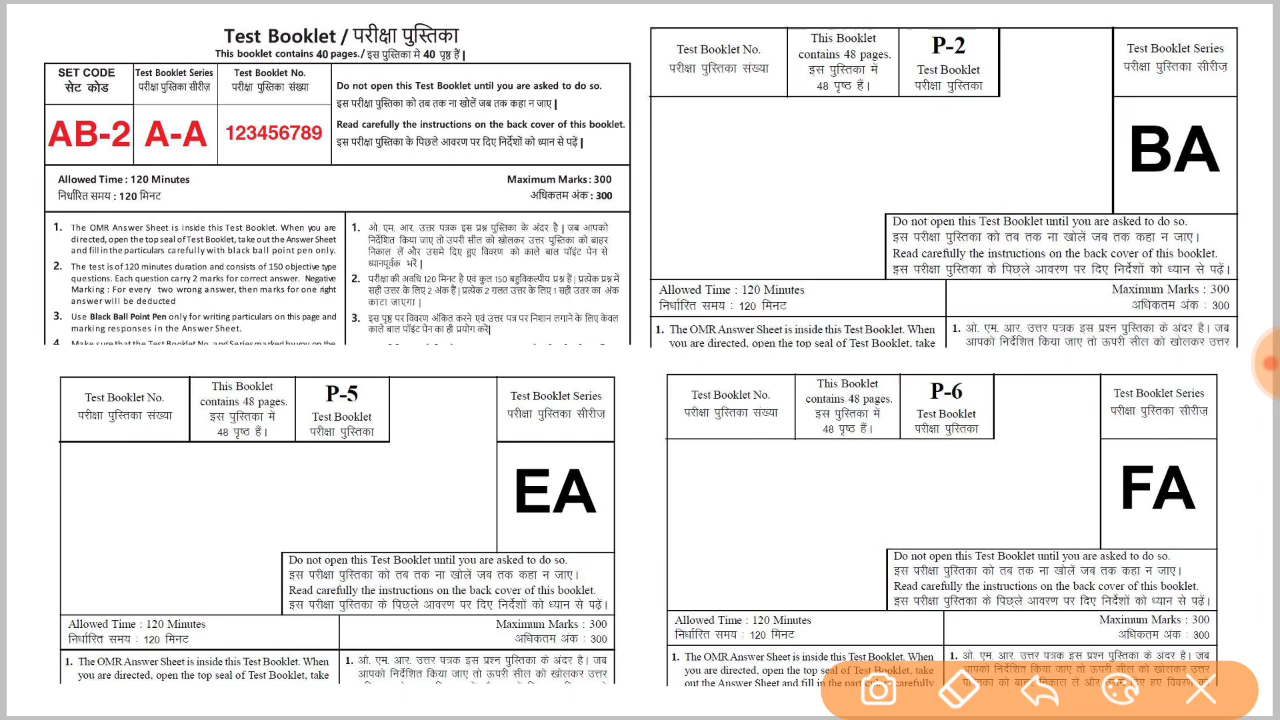 Test Booklet / परीक्षा पुस्तिका
This booklet contains 40 pages./ इस पुस्तिका मे 40 पृष्ठ हैं |
SET CODE
सेट कोड
Test Booklet Series
परीक्षा पुस्तिका सीरीज़
Test Booklet No.
परीक्षा पुस्तिका संख्या
Do not open this Test Booklet until you are asked to do so.
इस परीक्षा पुस्तिका को तब तक ना खोलें जब तक कहा न जाए |
Read carefully the instructions on the back cover of this booklet.
इस परीक्षा पुस्तिका के पिछले आवरण पर दिए निर्देशों को ध्यान से पढ़ें |
AB-2
A-A
123456789
Allowed Time : 120 Minutes
निर्धारित समय : 120 मिनट
Maximum Marks : 300
अधिकतम अंक : 300
1. The OMR Answer Sheet is inside this Test Booklet. When you are
directed, open the top seal of Test Booklet, take out the Answer Sheet
and fill in the particulars carefully with black ball point pen only.
2. The test is of 120 minutes duration and consists of 150 objective type
questions. Each question carry 2 marks for correct answer. Negative
Marking : For every two wrong answer, then marks for one right
answer will be deducted
3. Use Black Ball Point Pen only for writing particulars on this page and
marking responses in the Answer Sheet.
4. Make sure that the Test Booklet No. and Series marked by you on the
1. ओ. एम. आर. उत्तर पत्रक इस प्रश्न पुस्तिका के अंदर है | जब आपको
निर्देशित किया जाए तो उपरी सील को खोलकर उत्तर पुस्तिका को बाहर
निकाल लें और उसमे दिए हुए विवरण को काले बाल पॉइंट पेन से
ध्यानपूर्वक भरें |
2. परीक्षा की अवधि 120 मिनट है एवं कुल 150 बहुविकल्पीय प्रश्न हैं | प्रत्येक प्रश्न में
सही उत्तर के लिए 2 अंक हैं | प्रत्येक 2 ग़लत उत्तर के लिए 1 सही उतर का अंक
काटा जाएगा |
3. इस पृष्ठ पर विवरण अंकित करने एवं उत्तर पत्र पर निशान लगाने के लिए केवल
काले बाल पॉइंट पेन का ही प्रयोग करें|
Test Booklet No.
परीक्षा पुस्तिका संख्या
This Booklet
contains 48 pages.
इस पुस्तिका में
48 पृष्ठ हैं।
P-2
Test Booklet
परीक्षा पुस्तिका
Test Booklet Series
परीक्षा पुस्तिका सीरीज़
BA
Do not open this Test Booklet until you are asked to do so.
इस परीक्षा पुस्तिका को तब तक ना खोलें जब तक कहा न जाए।
Read carefully the instructions on the back cover of this booklet.
इस परीक्षा पुस्तिका के पिछ्ले आवरण पर दिए निर्देशों को ध्यान से पढ़ें।
Allowed Time : 120 Minutes
निर्धारित समय : 120 मिनट
Maximum Marks : 300
अधिकतम अंक : 300
1. The OMR Answer Sheet is inside this Test Booklet. When
you are directed, open the top seal of Test Booklet, take
1. ओ. एम. आर. उत्तर पत्रक इस प्रश्न पुस्तिका के अंदर है। जब
आपको निर्देशित किया जाए तो ऊपरी सील को खोलकर उत्तर
Test Booklet No.
परीक्षा पुस्तिका संख्या
This Booklet
contains 48 pages.
इस पुस्तिका में
48 पृष्ठ हैं।
P-5
Test Booklet
परीक्षा पुस्तिका
Test Booklet Series
परीक्षा पुस्तिका सीरीज़
EA
Do not open this Test Booklet until you are asked to do so.
इस परीक्षा पुस्तिका को तब तक ना खोलें जब तक कहा न जाए।
Read carefully the instructions on the back cover of this booklet.
इस परीक्षा पुस्तिका के पिछ्ले आवरण पर दिए निर्देशों को ध्यान से पढ़ें।
Allowed Time : 120 Minutes
निर्धारित समय : 120 मिनट
Maximum Marks : 300
अधिकतम अंक : 300
1. The OMR Answer Sheet is inside this Test Booklet. When
you are directed, open the top seal of Test Booklet, take
1. ओ. एम. आर. उत्तर पत्रक इस प्रश्न पुस्तिका के अंदर है। जब
आपको निर्देशित किया जाए तो ऊपरी सील को खोलकर उत्तर
Test Booklet No.
परीक्षा पुस्तिका संख्या
This Booklet
contains 48 pages.
इस पुस्तिका में
48 पृष्ठ हैं।
P-6
Test Booklet
परीक्षा पुस्तिका
Test Booklet Series
परीक्षा पुस्तिका सीरीज़
FA
Do not open this Test Booklet until you are asked to do so.
इस परीक्षा पुस्तिका को तब तक ना खोलें जब तक कहा न जाए।
Read carefully the instructions on the back cover of this booklet.
इस परीक्षा पुस्तिका के पिछ्ले आवरण पर दिए निर्देशों को ध्यान से पढ़ें।
Allowed Time : 120 Minutes
निर्धारित समय : 120 मिनट
Maximum Marks : 300
अधिकतम अंक : 300
1. The OMR Answer Sheet is inside this Test Booklet. When
you are directed, open the top seal of Test Booklet, take
out the Answer Sheet and fill in the particulars carefully
1. ओ. एम. आर. उत्तर पत्रक इस प्रश्न पुस्तिका के अंदर है। जब
आपको निर्देशित किया जाए तो ऊपरी सील को खोलकर उत्तर
पुस्तिका को बाहर निकाल लें और उसमें दिए हुए विवरण को